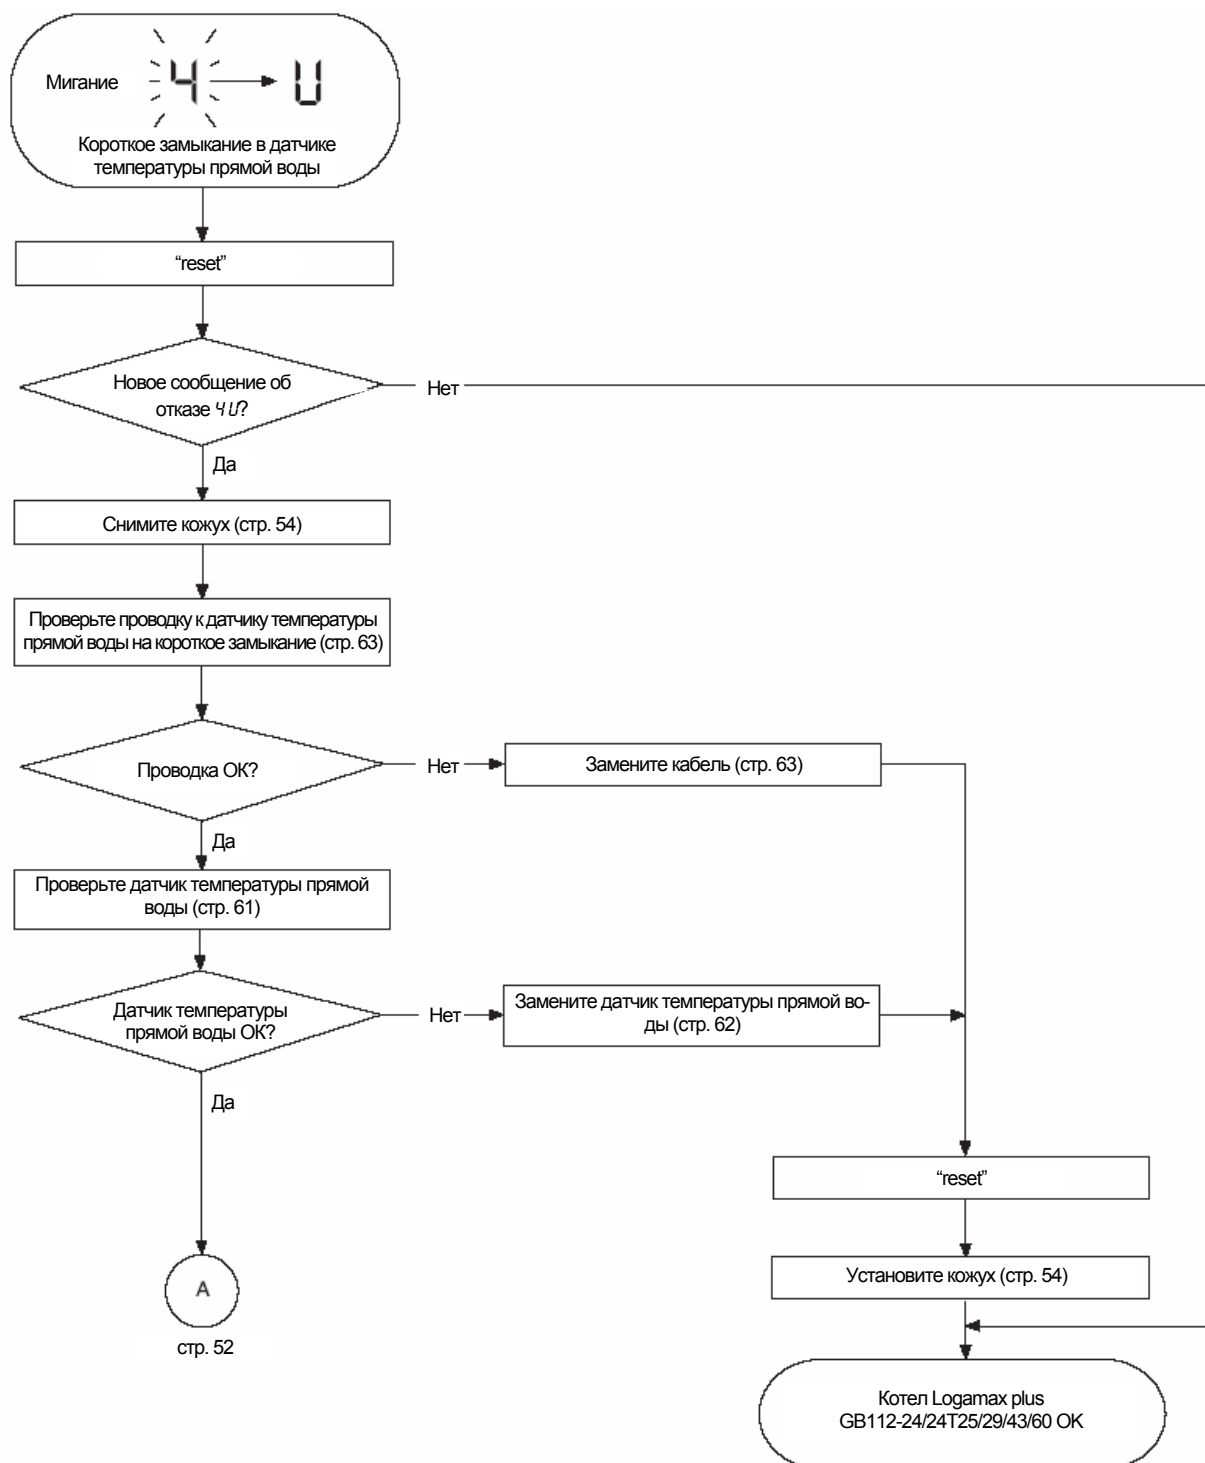 Мигание
4 U
Короткое замыкание в датчике
температуры прямой воды
“reset”
Новое сообщение об
отказе 4U?
Нет
Да
Снимите кожух (стр. 54)
Проверьте проводку к датчику температуры
прямой воды на короткое замыкание (стр. 63)
Проводка ОК?
Нет
Замените кабель (стр. 63)
Да
Проверьте датчик температуры прямой
воды (стр. 61)
Датчик температуры
прямой воды ОК?
Нет
Замените датчик температуры прямой во-
ды (стр. 62)
Да
“reset”
Установите кожух (стр. 54)
A
стр. 52
Котел Logamax plus
GB112-24/24T25/29/43/60 OK